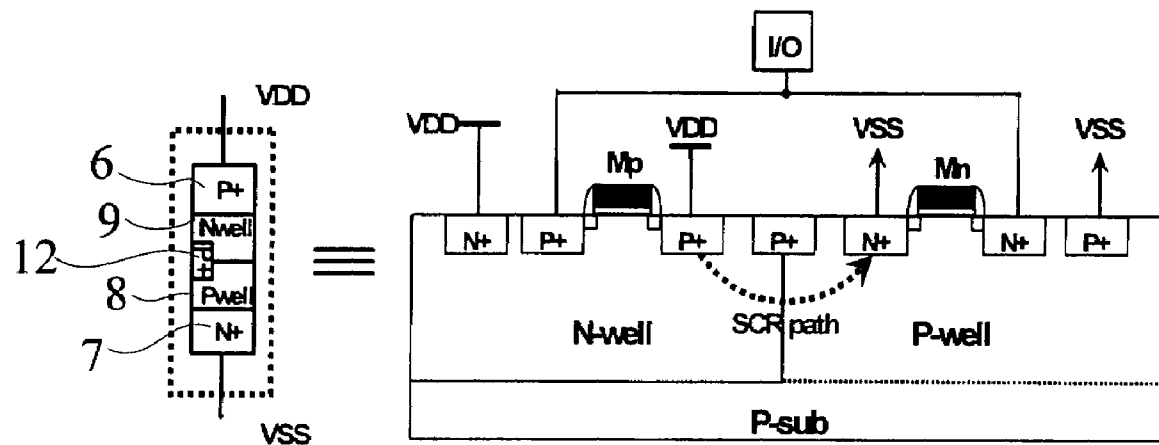 VDD
6
P+
9
Nwell
12
P+
8
Pwell
7
N+
VSS
I/O
VDD
VDD
VSS
VSS
Mp
Mn
N+
P+
P+
P+
N+
N+
P+
SCR path
N-well
P-well
P-sub